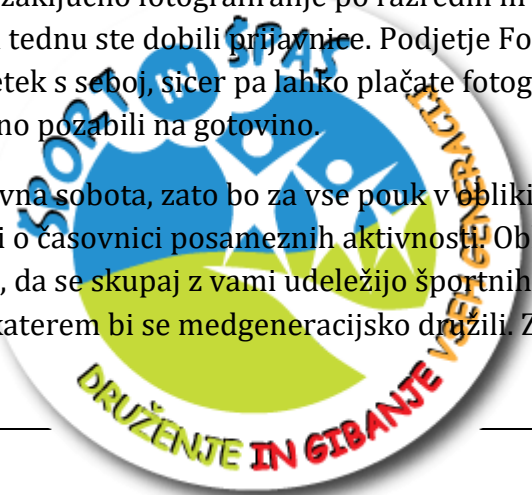 zaključno fotografiranje po razredih in
tednu ste dobili prijavnice. Podjetje Fo
etek s seboj, sicer pa lahko plačate fotog
no pozabili na gotovino.
vna sobota, zato bo za vse pouk v obliki
i o časovnici posameznih aktivnosti. Ob
, da se skupaj z vami udeležijo športnih
katerem bi se medgeneracijsko družili. Z
ŠPORT IN ŠPAS
DRUŽENJE IN GIBANJE VSEH GENERACIJ